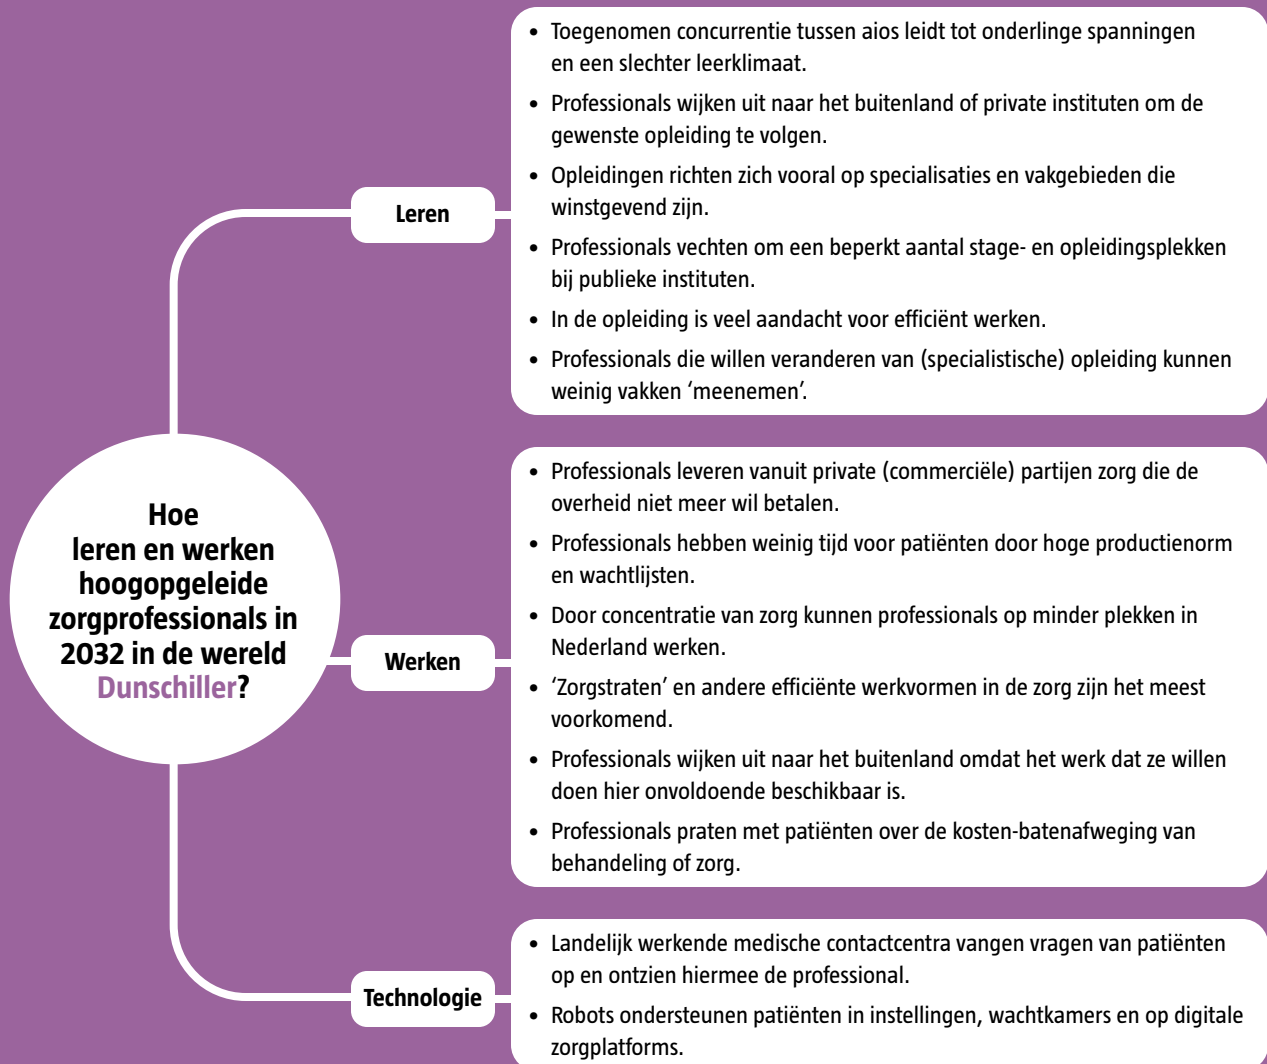 Hoe
leren en werken
hoogopgeleide
zorgprofessionals in
2032 in de wereld
Dunschiller?
Leren
• Toegenomen concurrentie tussen aios leidt tot onderlinge spanningen
en een slechter leerklimaat.
• Professionals wijken uit naar het buitenland of private instituten om de
gewenste opleiding te volgen.
• Opleidingen richten zich vooral op specialisaties en vakgebieden die
winstgevend zijn.
• Professionals vechten om een beperkt aantal stage- en opleidingsplekken
bij publieke instituten.
• In de opleiding is veel aandacht voor efficiënt werken.
• Professionals die willen veranderen van (specialistische) opleiding kunnen
weinig vakken ‘meenemen’.
Werken
• Professionals leveren vanuit private (commerciële) partijen zorg die de
overheid niet meer wil betalen.
• Professionals hebben weinig tijd voor patiënten door hoge productienorm
en wachtlijsten.
• Door concentratie van zorg kunnen professionals op minder plekken in
Nederland werken.
• ‘Zorgstraten’ en andere efficiënte werkvormen in de zorg zijn het meest
voorkomend.
• Professionals wijken uit naar het buitenland omdat het werk dat ze willen
doen hier onvoldoende beschikbaar is.
• Professionals praten met patiënten over de kosten-batenafweging van
behandeling of zorg.
Technologie
• Landelijk werkende medische contactcentra vangen vragen van patiënten
op en ontzien hiermee de professional.
• Robots ondersteunen patiënten in instellingen, wachtkamers en op digitale
zorgplatforms.